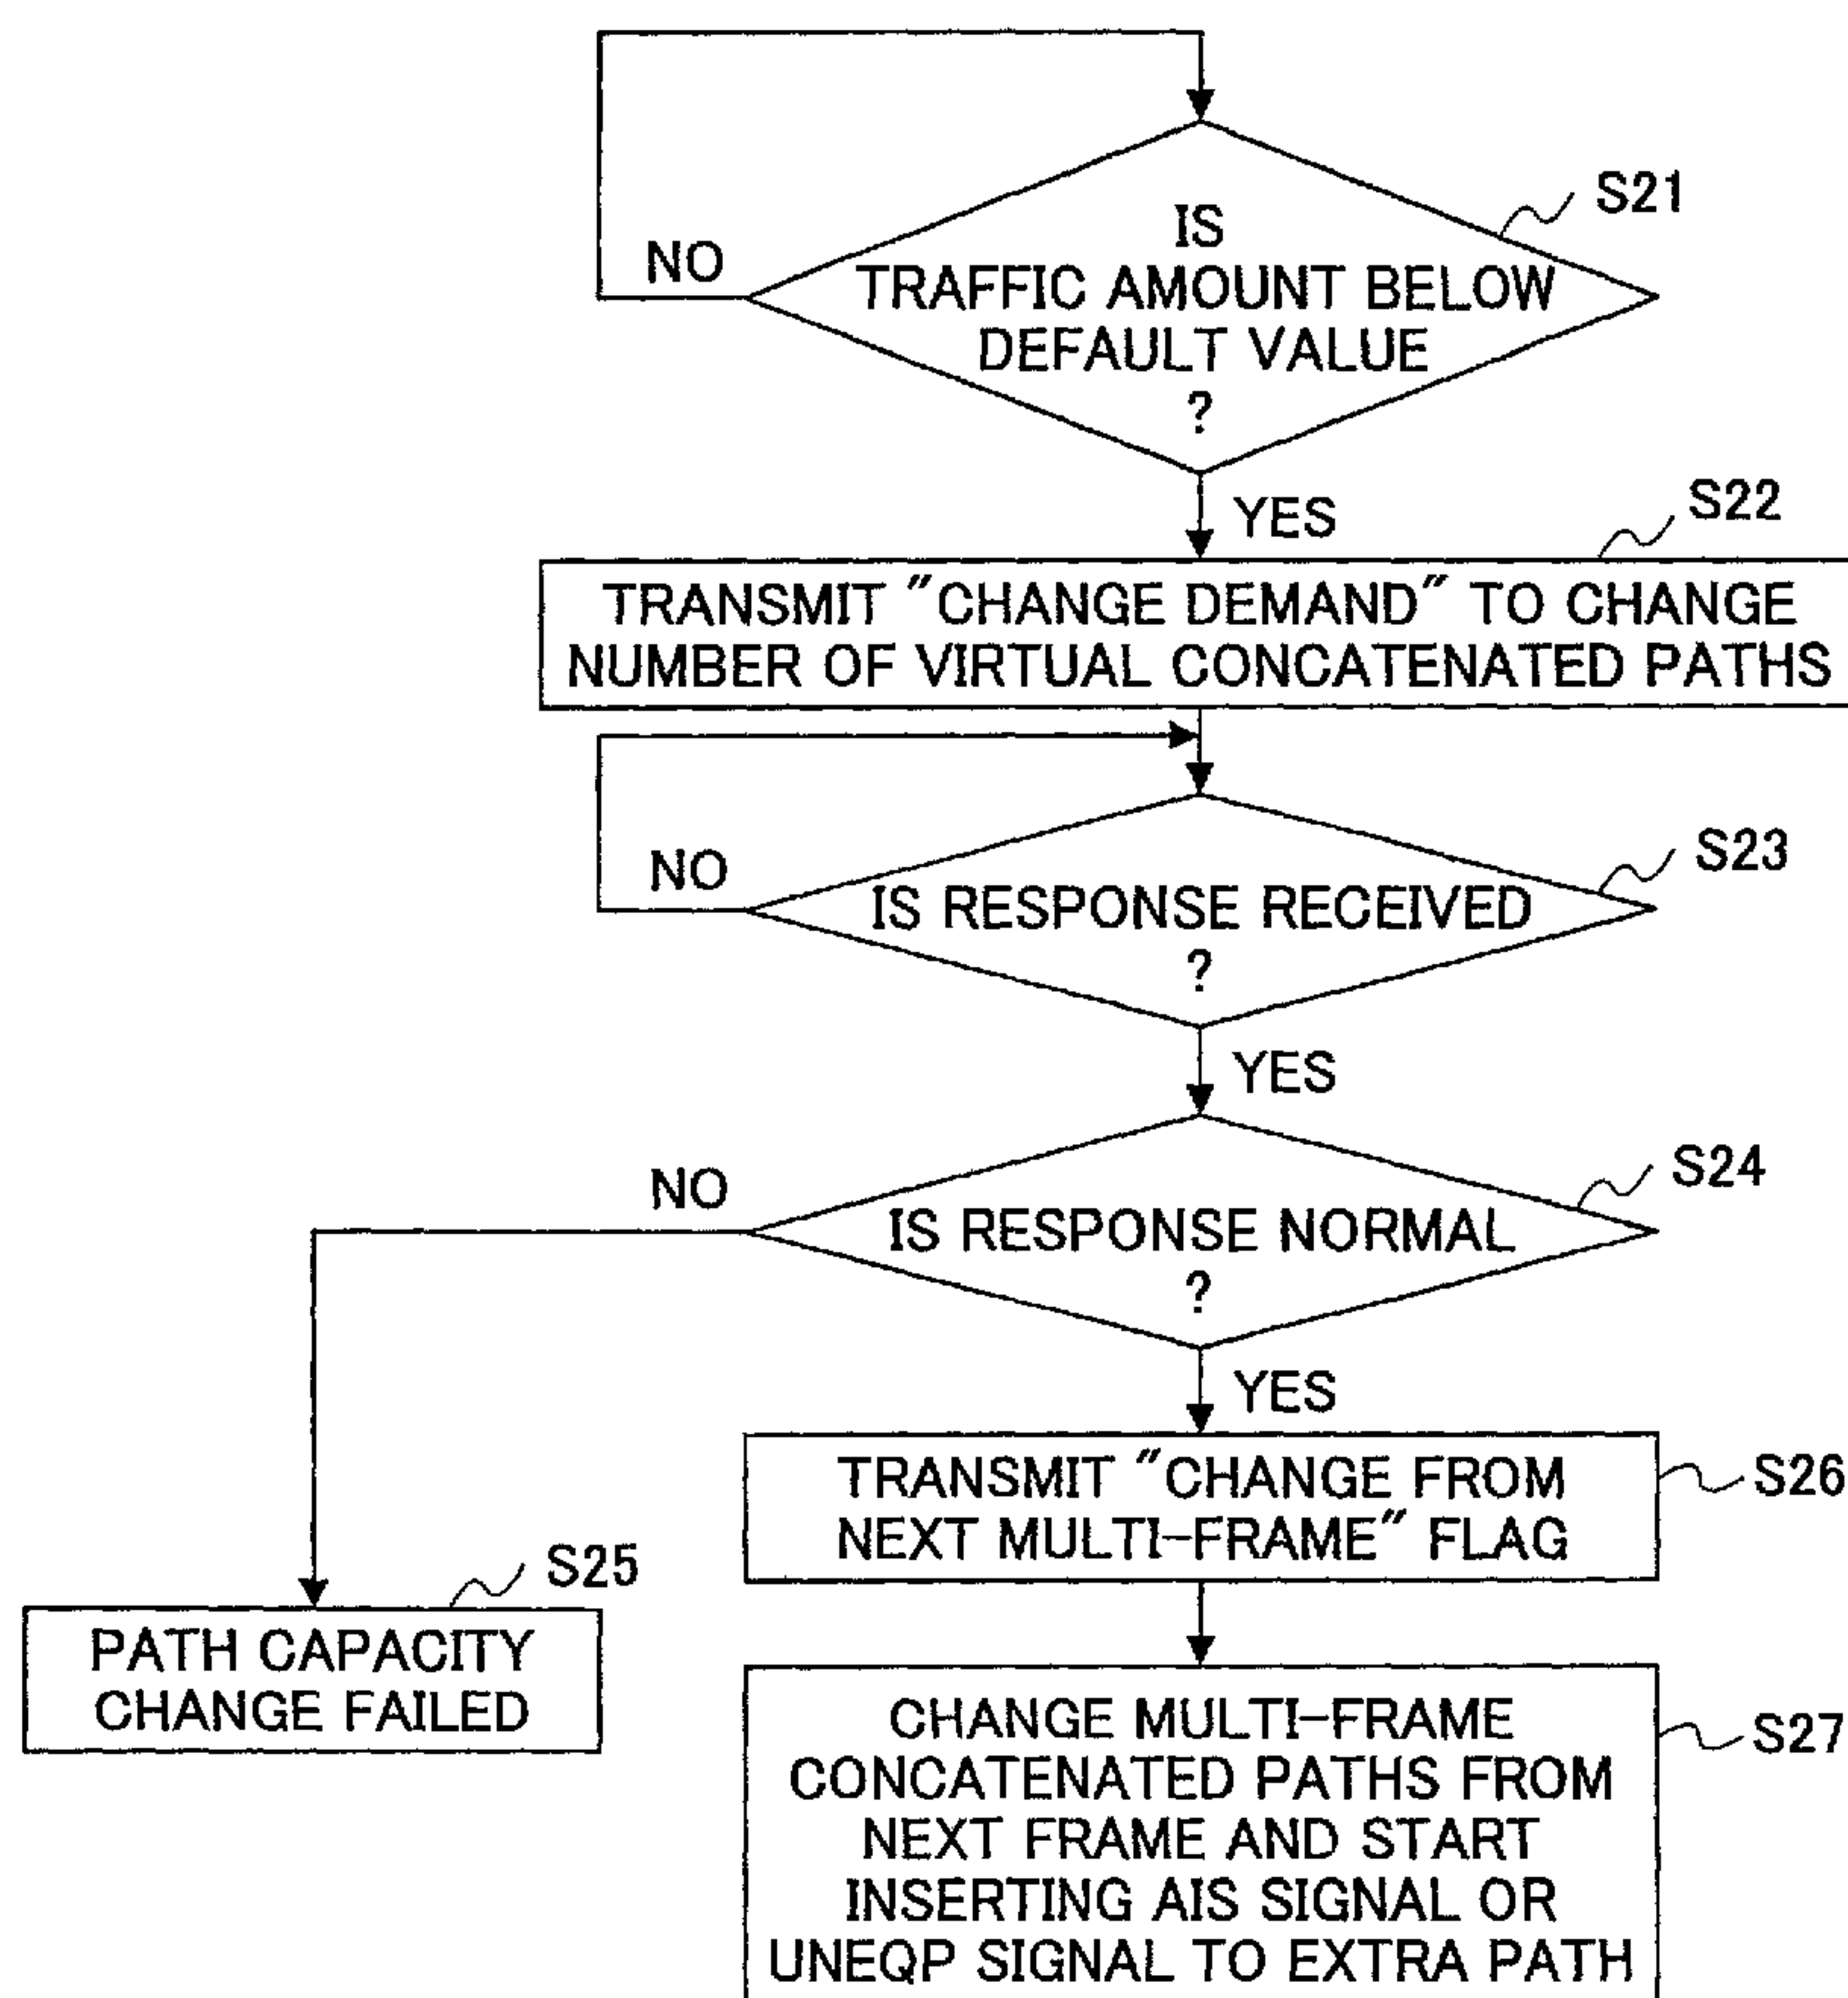 S21
IS
TRAFFIC AMOUNT BELOW
DEFAULT VALUE
?
NO
YES
S22
TRANSMIT "CHANGE DEMAND" TO CHANGE
NUMBER OF VIRTUAL CONCATENATED PATHS
S23
NO
IS RESPONSE RECEIVED
?
YES
S24
NO
IS RESPONSE NORMAL
?
YES
TRANSMIT "CHANGE FROM
NEXT MULTI-FRAME" FLAG
S26
S25
PATH CAPACITY
CHANGE FAILED
CHANGE MULTI-FRAME
CONCATENATED PATHS FROM
NEXT FRAME AND START
INSERTING AIS SIGNAL OR
UNEQP SIGNAL TO EXTRA PATH
S27